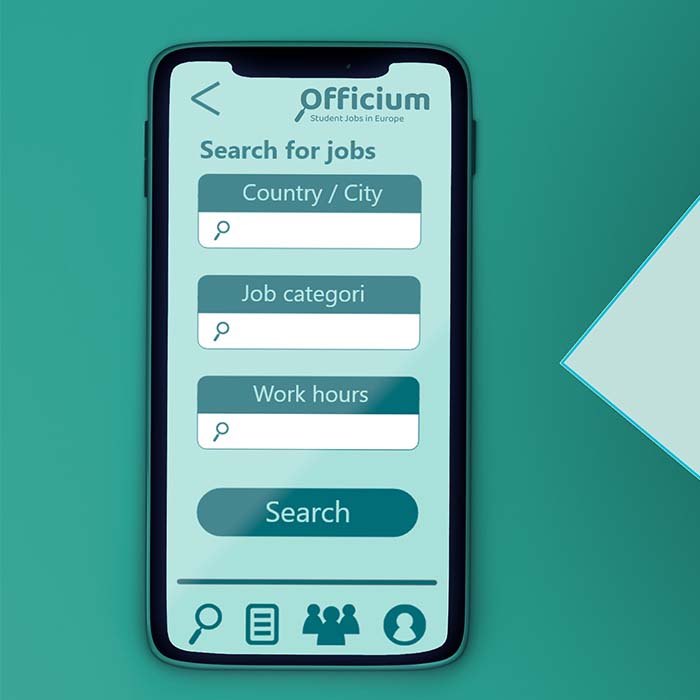 Officium
Student Jobs in Europe
Search for jobs
Country / City
Job categori
Work hours
Search